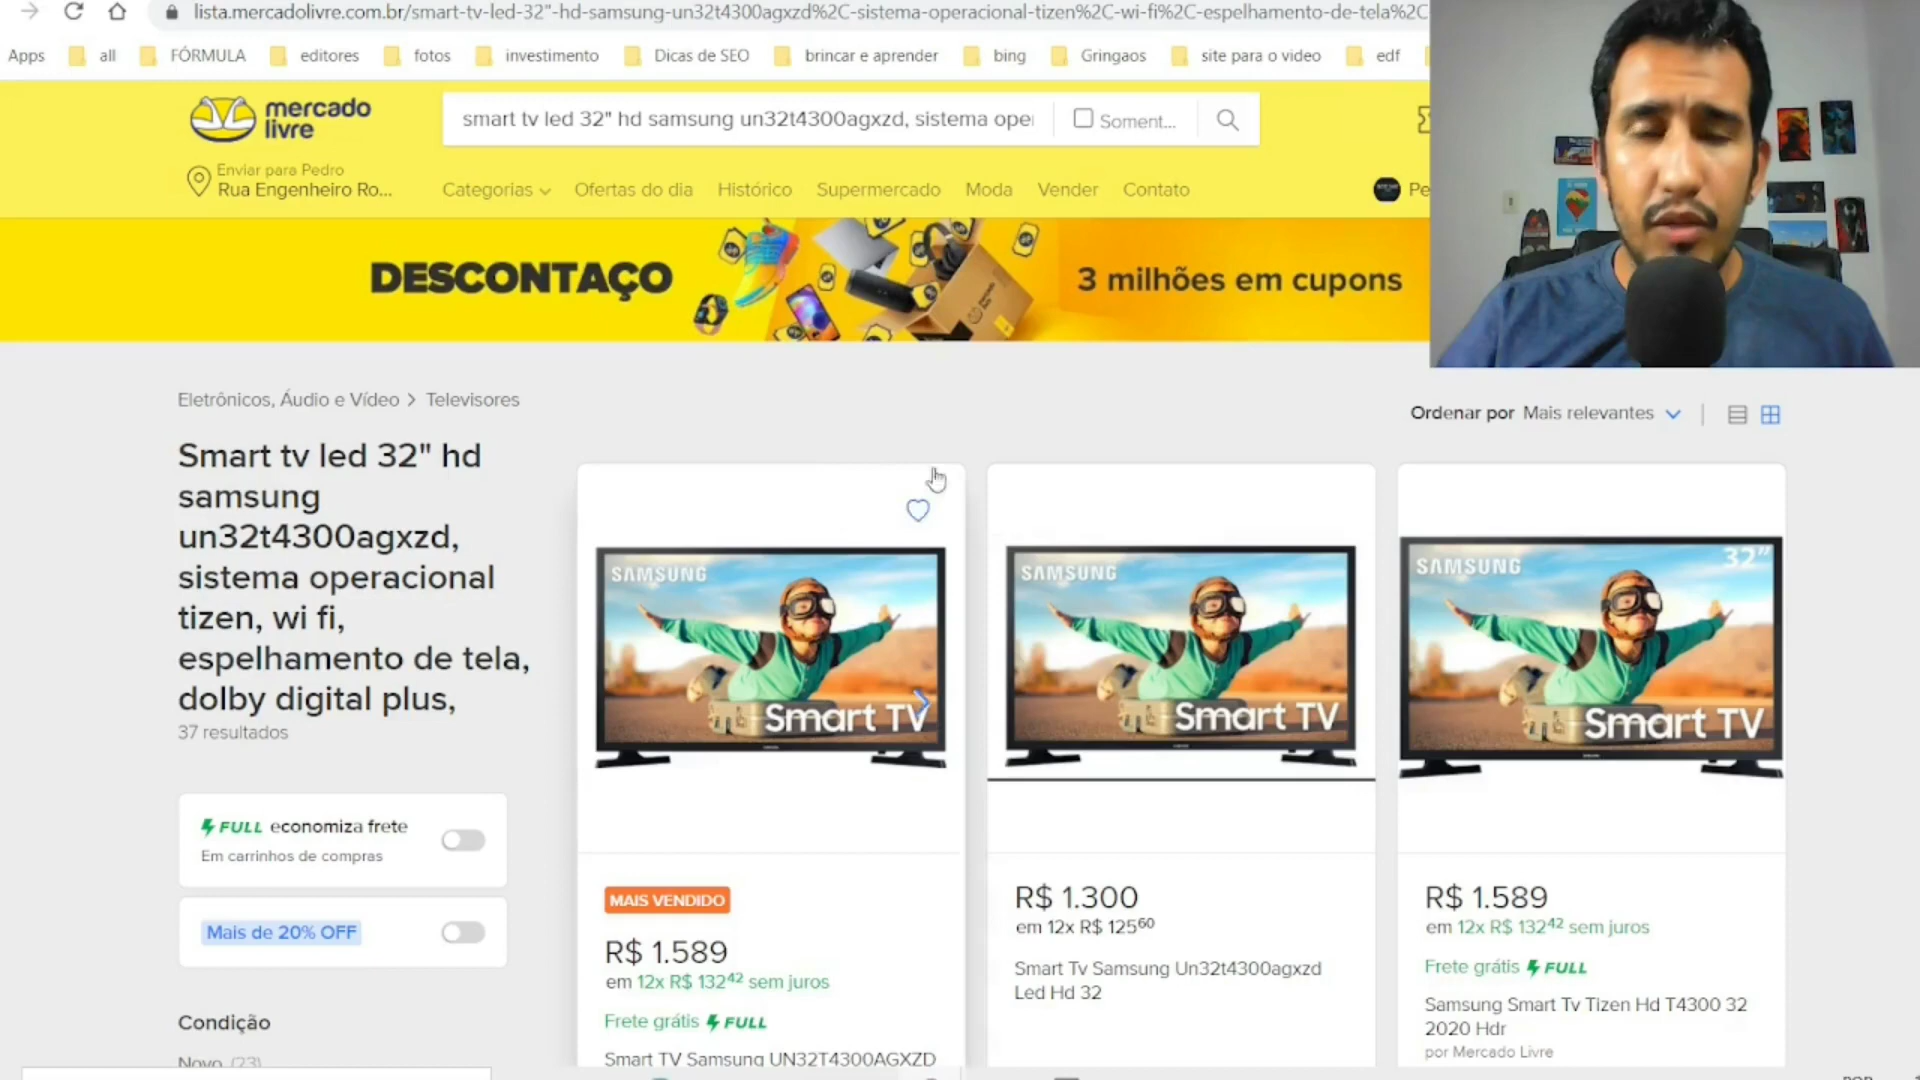 lista.mercadolivre.com.br/smart-tv-led-32"-hd-samsung-un32t4300agxzd%2C-sistema-operacional-tizen%2C-wi-fi%2C-espelhamento-de-tela%2C
Apps all FÓRMULA editores fotos investimento Dicas de SEO brincar e aprender bing Gringaos site para o video edf
mercado
livre
smart tv led 32" hd samsung un32t4300agxzd, sistema ope
Soment...
Enviar para Pedro
Rua Engenheiro Ro...
Categorias Ofertas do dia Histórico Supermercado Moda Vender Contato
Pe
DESCONTAÇO
3 milhões em cupons
Eletrônicos, Áudio e Vídeo > Televisores
Ordenar por Mais relevantes
Smart tv led 32" hd
samsung
un32t4300agxzd,
sistema operacional
tizen, wi fi,
espelhamento de tela,
dolby digital plus,
37 resultados
FULL economiza frete
Em carrinhos de compras
Mais de 20% OFF
Condição
Novo (23)
SAMSUNG
Smart TV
MAIS VENDIDO
R$ 1.589
em 12x R$ 13242 sem juros
Frete grátis FULL
Smart TV Samsung UN32T4300AGXZD
SAMSUNG
Smart TV
R$ 1.300
em 12x R$ 12560
Smart Tv Samsung Un32t4300agxzd
Led Hd 32
SAMSUNG
32"
Smart TV
R$ 1.589
em 12x R$ 13242 sem juros
Frete grátis FULL
Samsung Smart Tv Tizen Hd T4300 32
2020 Hdr
por Mercado Livre